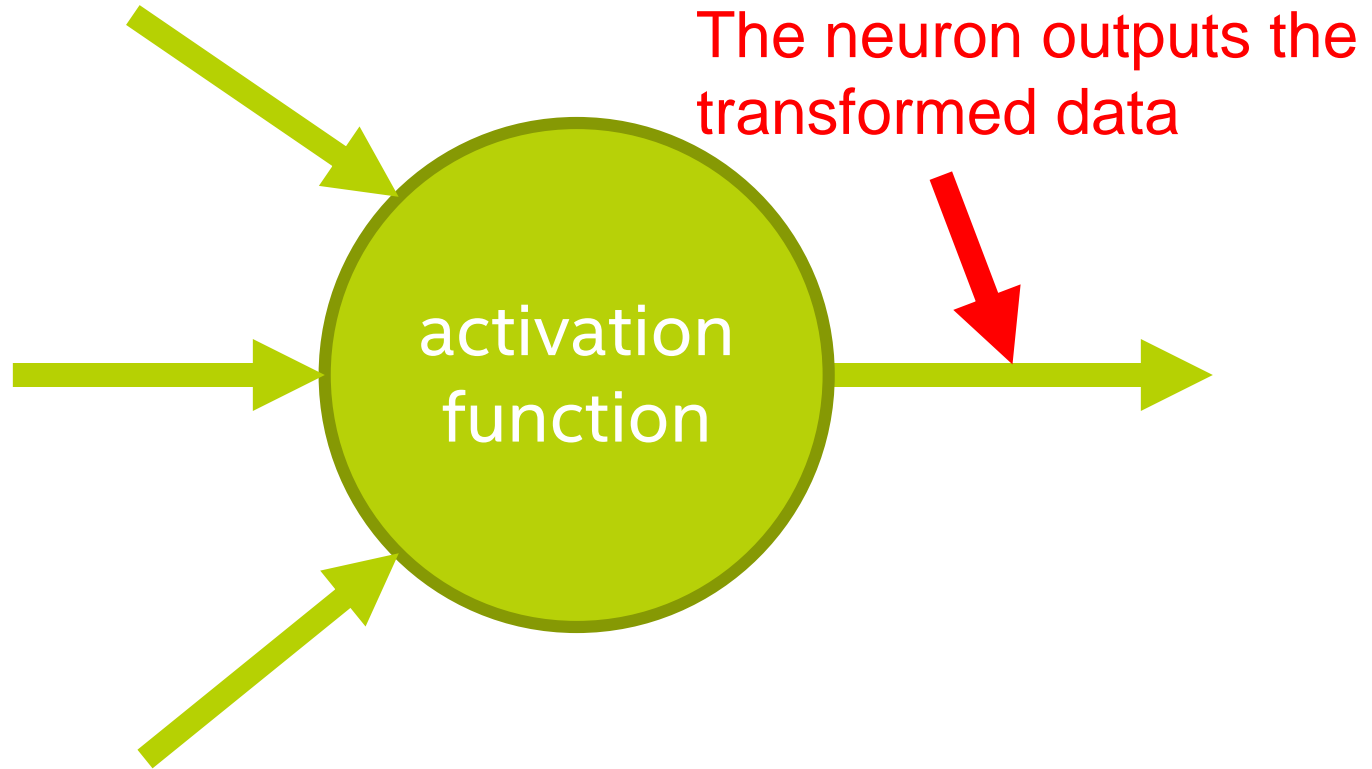 The neuron outputs the
transformed data
activation
function